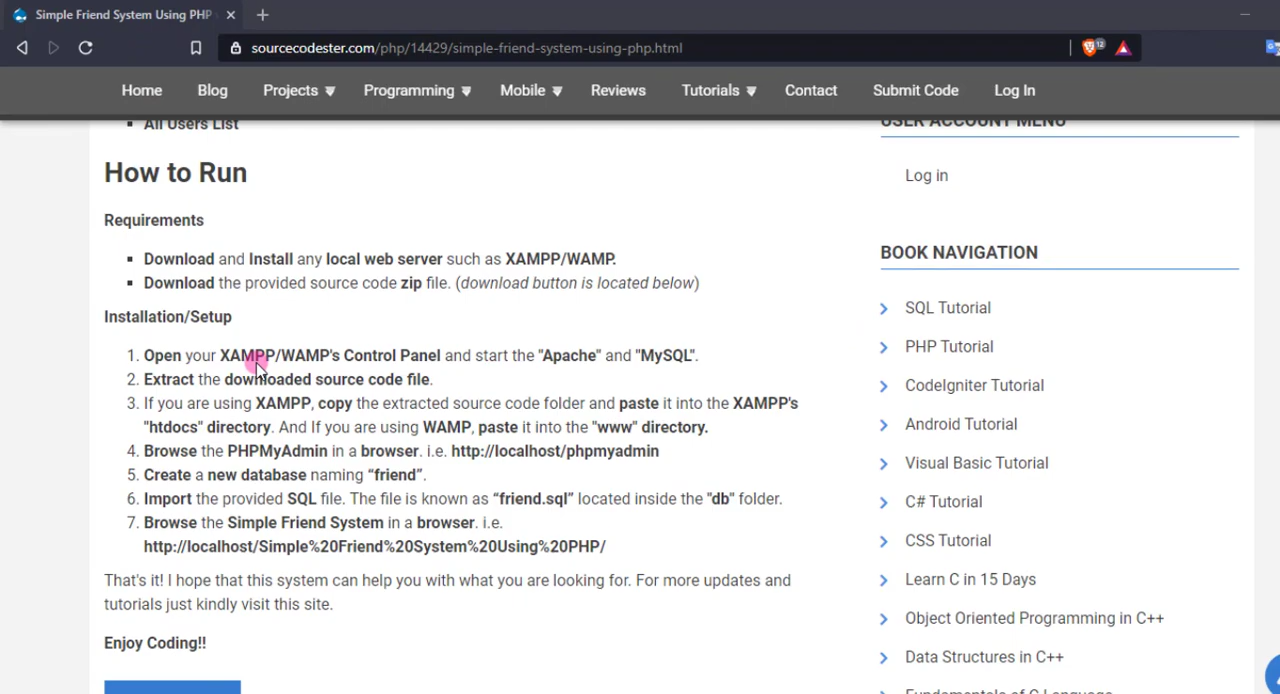 Simple Friend System Using PHP
sourcecodester.com/php/14429/simple-friend-system-using-php.html
12
Home Blog Projects Programming Mobile Reviews Tutorials Contact Submit Code Log In
All Users List
USER ACCOUNT MENU
How to Run
Log in
Requirements
BOOK NAVIGATION
Download and Install any local web server such as XAMPP/WAMP.
Download the provided source code zip file. (download button is located below)
Installation/Setup
1. Open your XAMPP/WAMP's Control Panel and start the "Apache" and "MySQL".
2. Extract the downloaded source code file.
3. If you are using XAMPP, copy the extracted source code folder and paste it into the XAMPP's
"htdocs" directory. And If you are using WAMP, paste it into the "www" directory.
4. Browse the PHPMyAdmin in a browser. i.e. http://localhost/phpmyadmin
5. Create a new database naming “friend”.
6. Import the provided SQL file. The file is known as “friend.sql” located inside the "db" folder.
7. Browse the Simple Friend System in a browser. i.e.
http://localhost/Simple%20Friend%20System%20Using%20PHP/
That's it! I hope that this system can help you with what you are looking for. For more updates and
tutorials just kindly visit this site.
Enjoy Coding!!
SQL Tutorial
PHP Tutorial
CodeIgniter Tutorial
Android Tutorial
Visual Basic Tutorial
C# Tutorial
CSS Tutorial
Learn C in 15 Days
Object Oriented Programming in C++
Data Structures in C++
Fundamentals of C Language